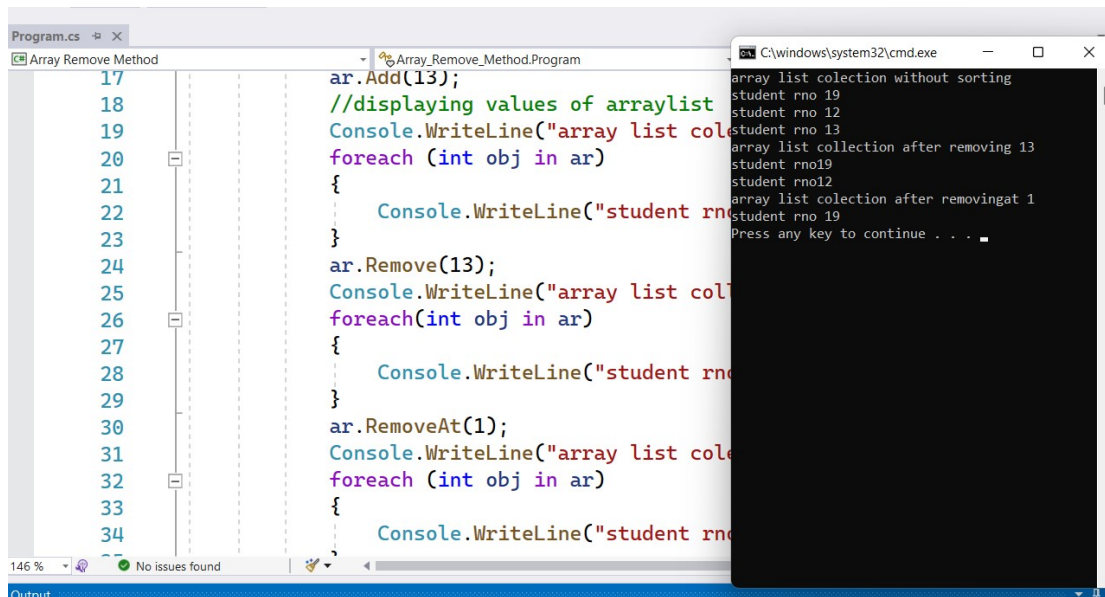 Program.cs
C# Array Remove Method
Array_Remove_Method.Program
17 ar.Add(13);
18 //displaying values of arraylist
19 Console.WriteLine("array list cole
20 foreach (int obj in ar)
21 {
22 Console.WriteLine("student rno
23 }
24 ar.Remove(13);
25 Console.WriteLine("array list coll
26 foreach(int obj in ar)
27 {
28 Console.WriteLine("student rno
29 }
30 ar.RemoveAt(1);
31 Console.WriteLine("array list cole
32 foreach (int obj in ar)
33 {
34 Console.WriteLine("student rno
146 %
No issues found
Output
C:\windows\system32\cmd.exe
array list colection without sorting
student rno 19
student rno 12
student rno 13
array list collection after removing 13
student rno19
student rno12
array list colection after removingat 1
student rno 19
Press any key to continue . . .